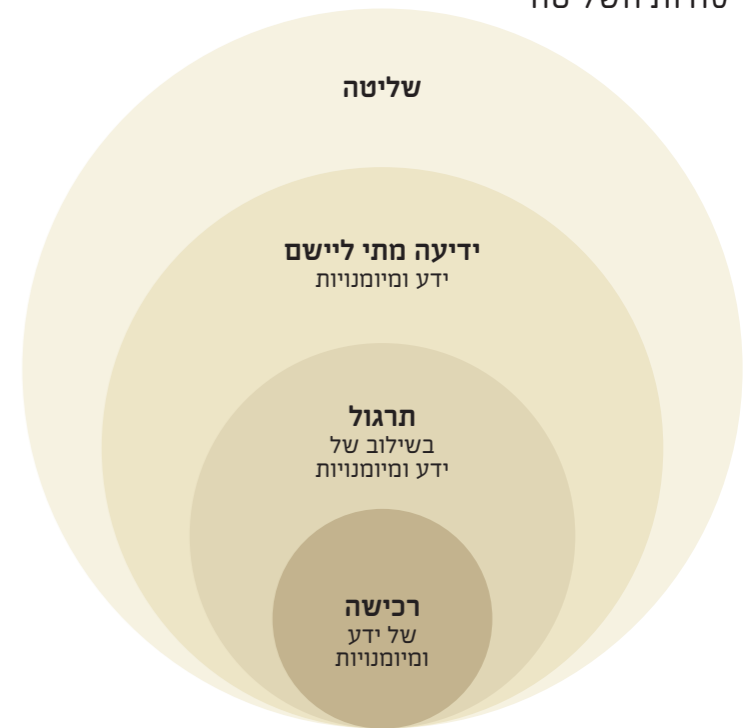 שליטה
ידיעה מתי ליישם
ידע ומיומנויות
תרגול
בשילוב של
ידע ומיומנויות
רכישה
של ידע
ומיומנויות